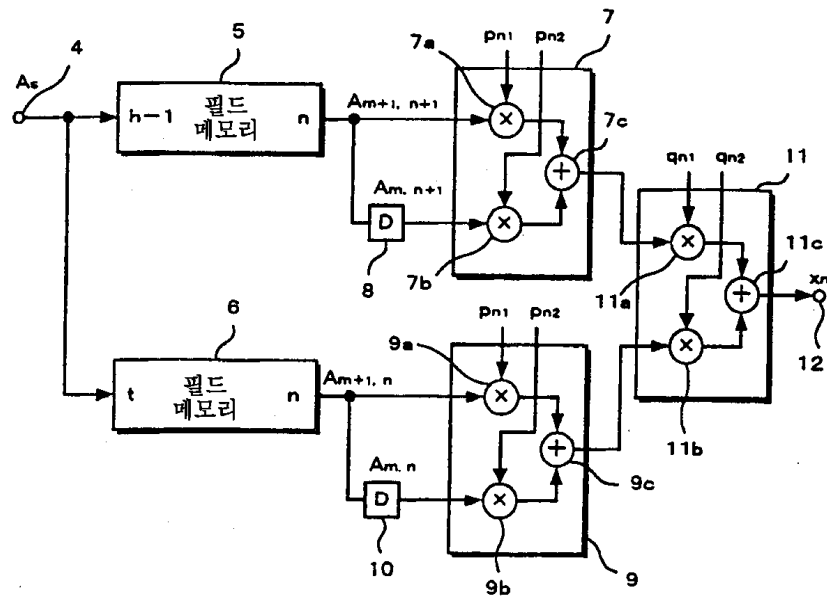 7
pn1
pn2
7a
5
4
As
h-1
필드
메모리
n
Am+1, n+1
×
7c
+
Am, n+1
D
×
8
7b
qn1
qn2
11
×
11c
11a
+
xn
12
×
11b
6
t
필드
메모리
n
Am+1, n
pn1
pn2
9a
×
+
9c
Am, n
D
×
10
9b
9